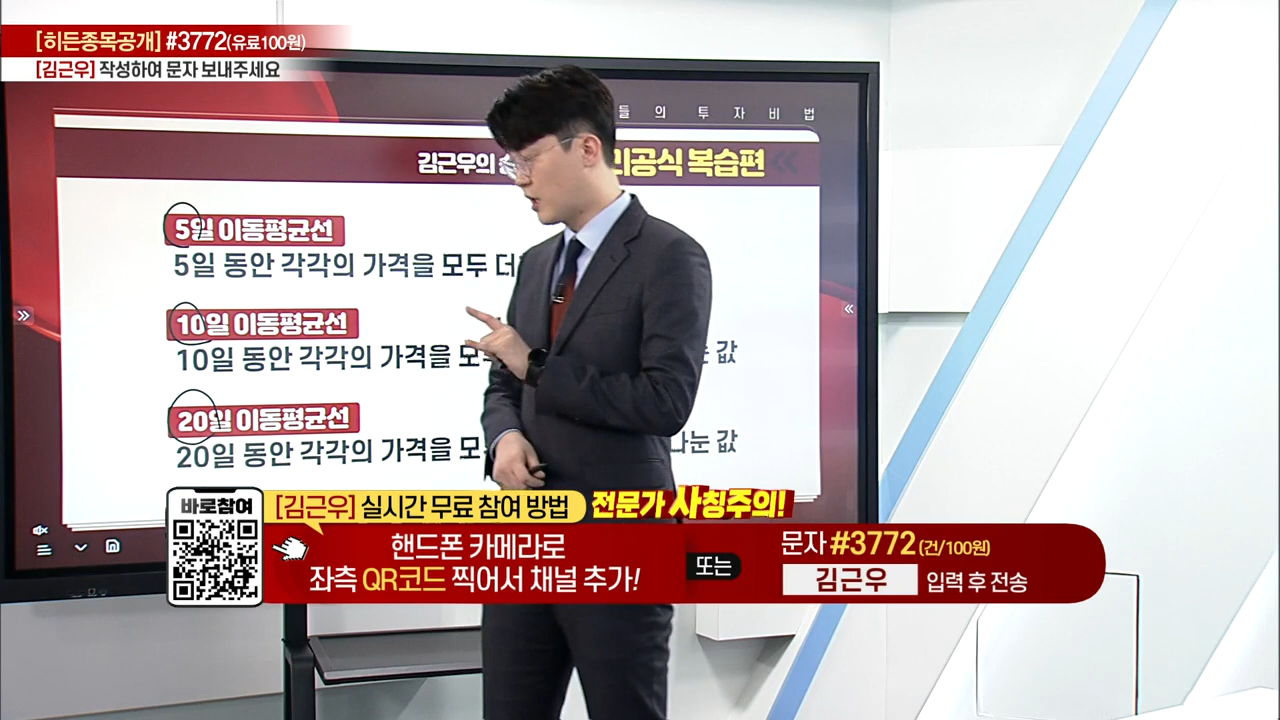 [히든종목공개] #3772(유료100원)
[김근우] 작성하여 문자 보내주세요
들의 투자비법
김근우의
공식 복습편
5일 이동평균선
5일 동안 각각의 가격을 모두
10일 이동평균선
10일 동안 각각의 가격을 값
20일 이동평균선
20일 동안 각각의 가격을 나눈 값
바로참여
[김근우] 실시간 무료 참여 방법
전문가 사칭주의!
핸드폰 카메라로
좌측 QR코드 찍어서 채널 추가!
또는
문자 #3772 (건/100원)
김근우 입력 후 전송